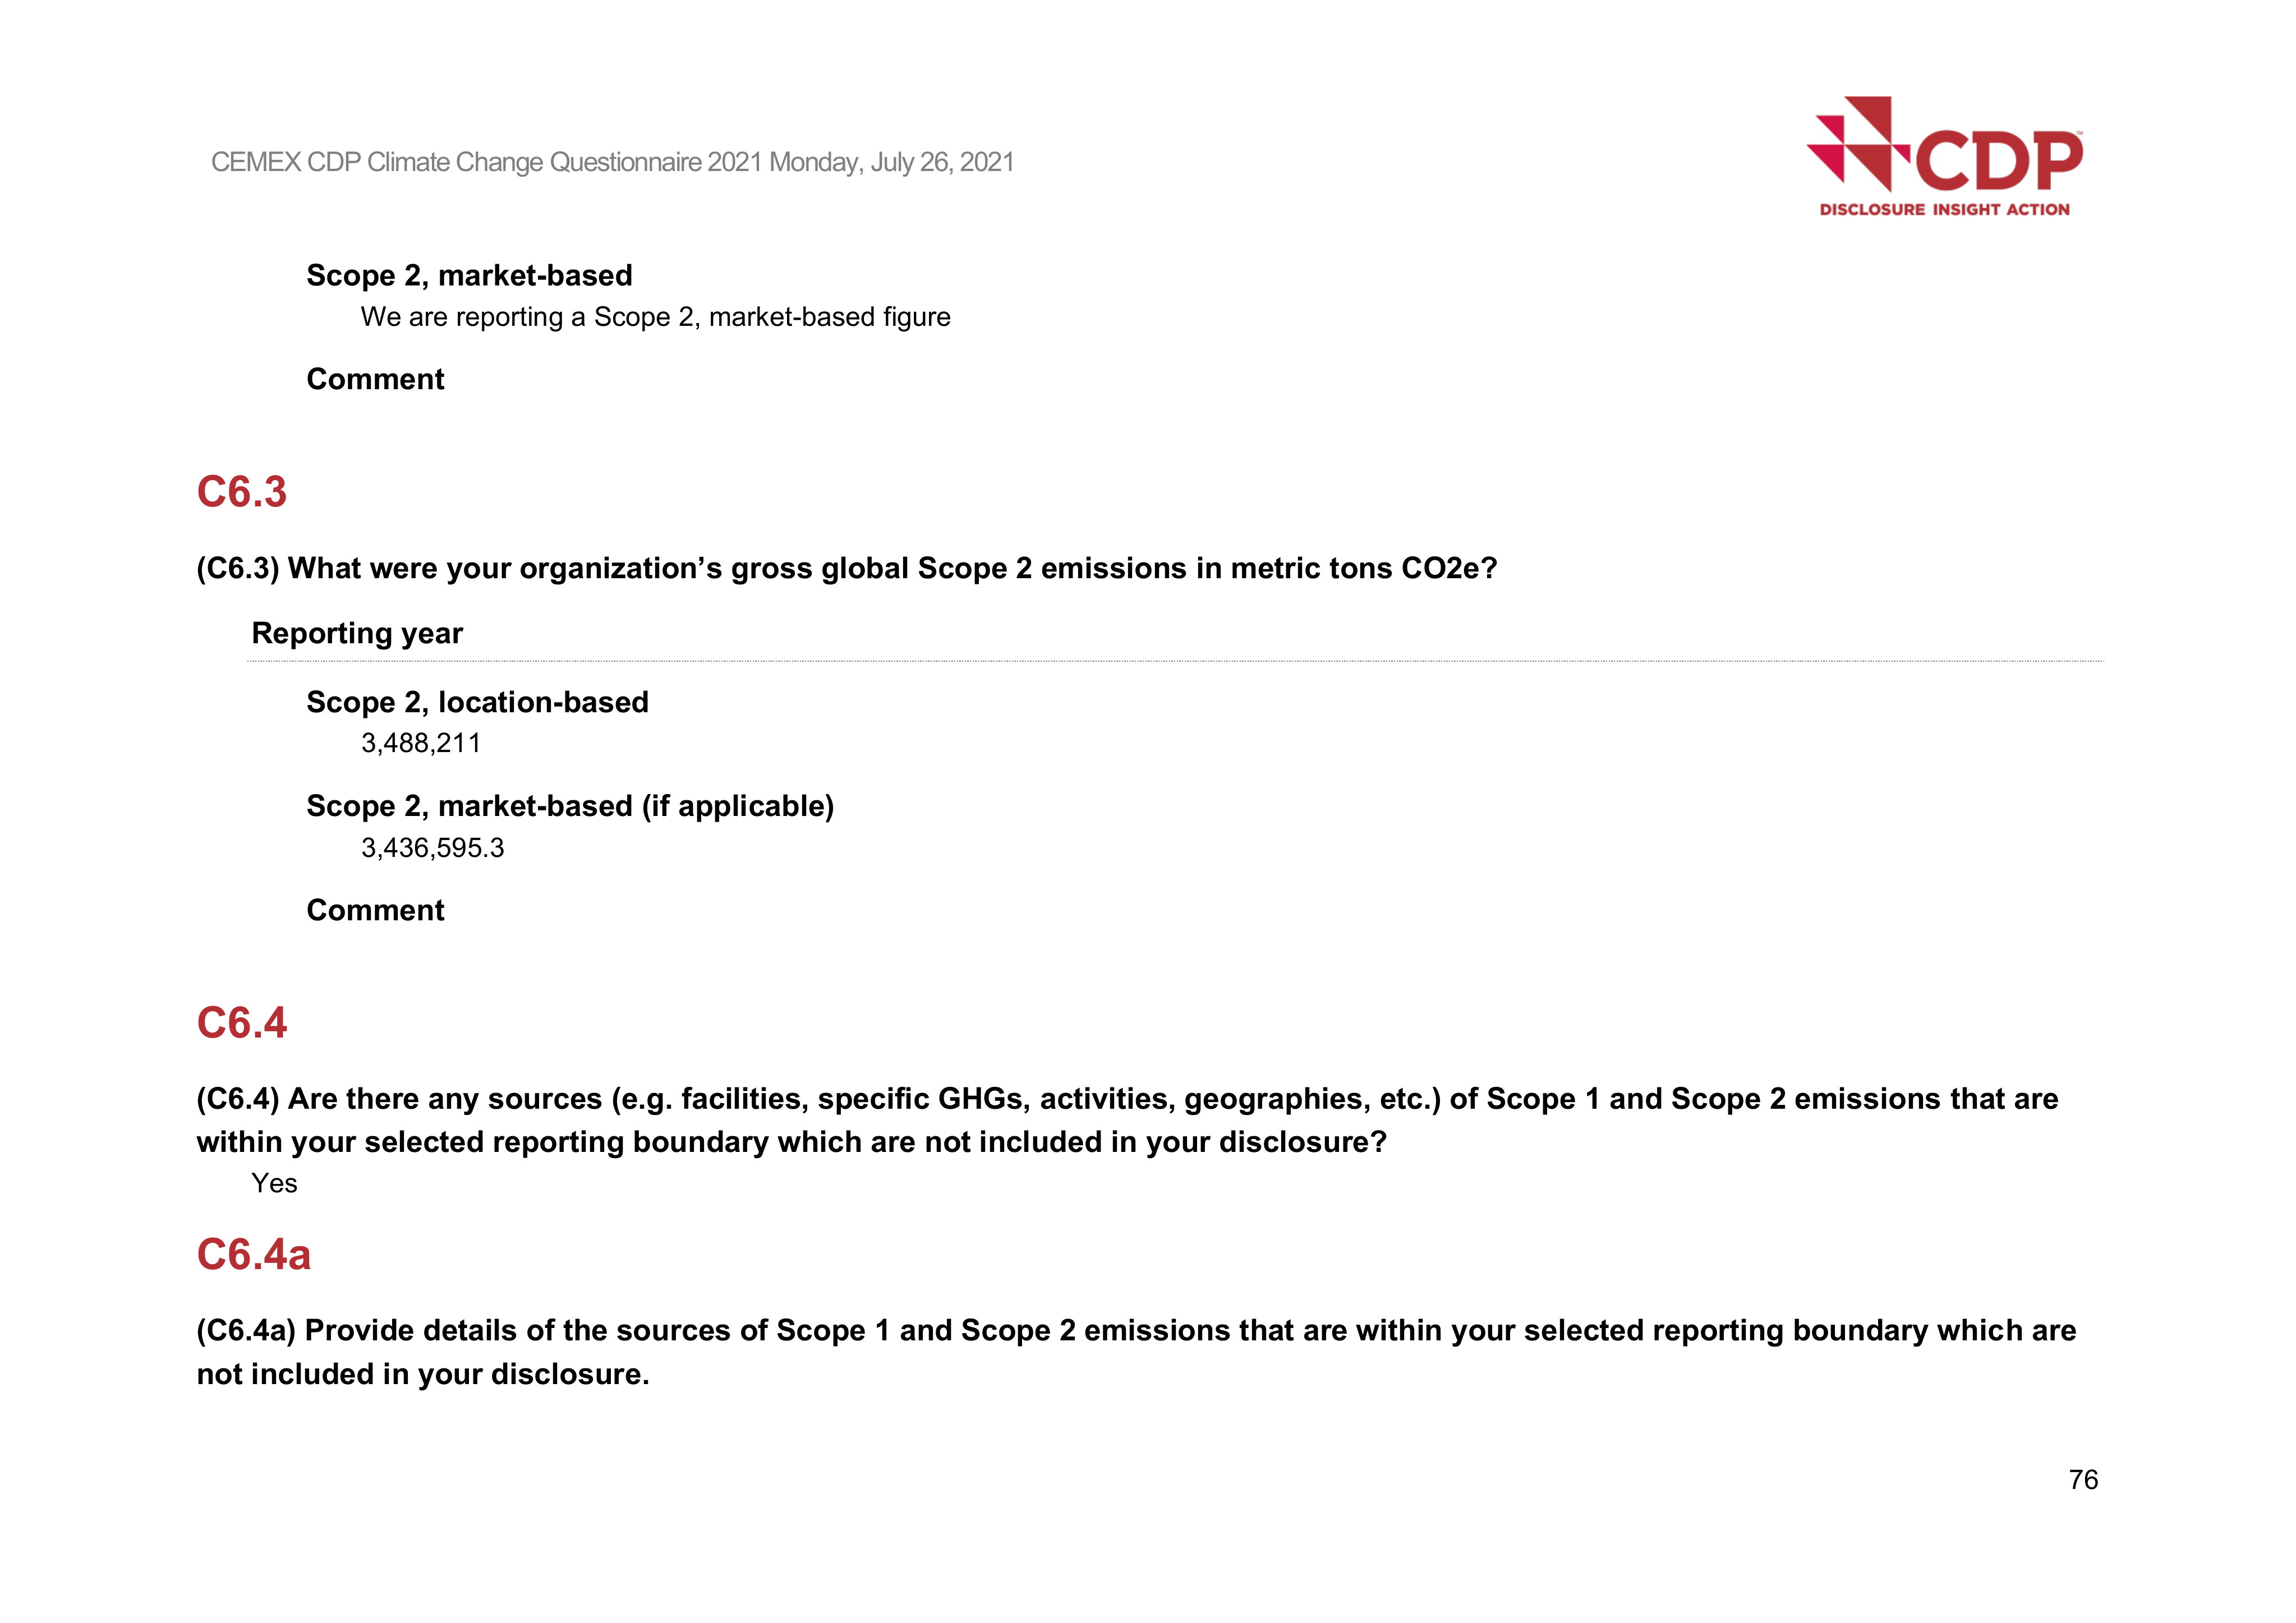 CEMEX CDP Climate Change Questionnaire 2021 Monday, July 26, 2021
CDP™
DISCLOSURE INSIGHT ACTION
Scope 2, market-based
We are reporting a Scope 2, market-based figure
Comment
C6.3
(C6.3) What were your organization’s gross global Scope 2 emissions in metric tons CO2e?
Reporting year
Scope 2, location-based
3,488,211
Scope 2, market-based (if applicable)
3,436,595.3
Comment
C6.4
(C6.4) Are there any sources (e.g. facilities, specific GHGs, activities, geographies, etc.) of Scope 1 and Scope 2 emissions that are
within your selected reporting boundary which are not included in your disclosure?
Yes
C6.4a
(C6.4a) Provide details of the sources of Scope 1 and Scope 2 emissions that are within your selected reporting boundary which are
not included in your disclosure.
76